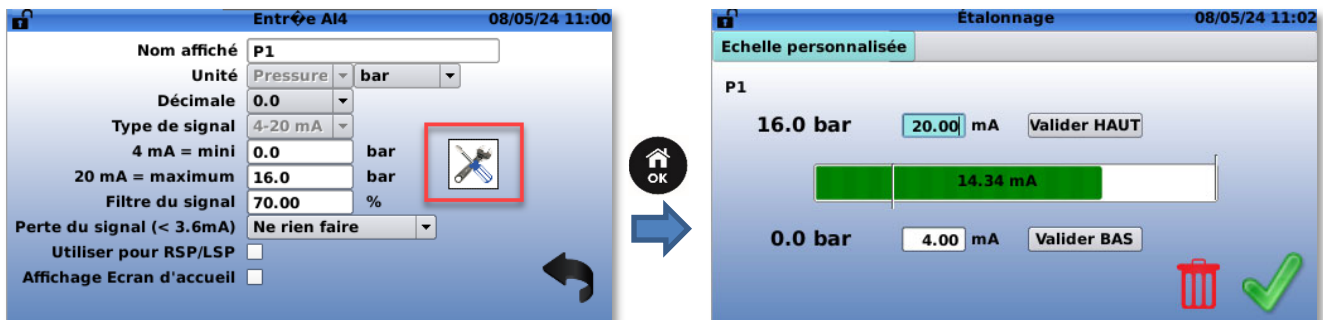 Entr�e AI4 08/05/24 11:00
Nom affiché P1
Unité Pressure bar
Décimale 0.0
Type de signal 4-20 mA
4 mA = mini 0.0 bar
20 mA = maximum 16.0 bar
Filtre du signal 70.00 %
Perte du signal (< 3.6mA) Ne rien faire
Utiliser pour RSP/LSP
Affichage Ecran d'accueil
OK
Étalonnage 08/05/24 11:02
Echelle personnalisée
P1
16.0 bar 20.00 mA Valider HAUT
14.34 mA
0.0 bar 4.00 mA Valider BAS